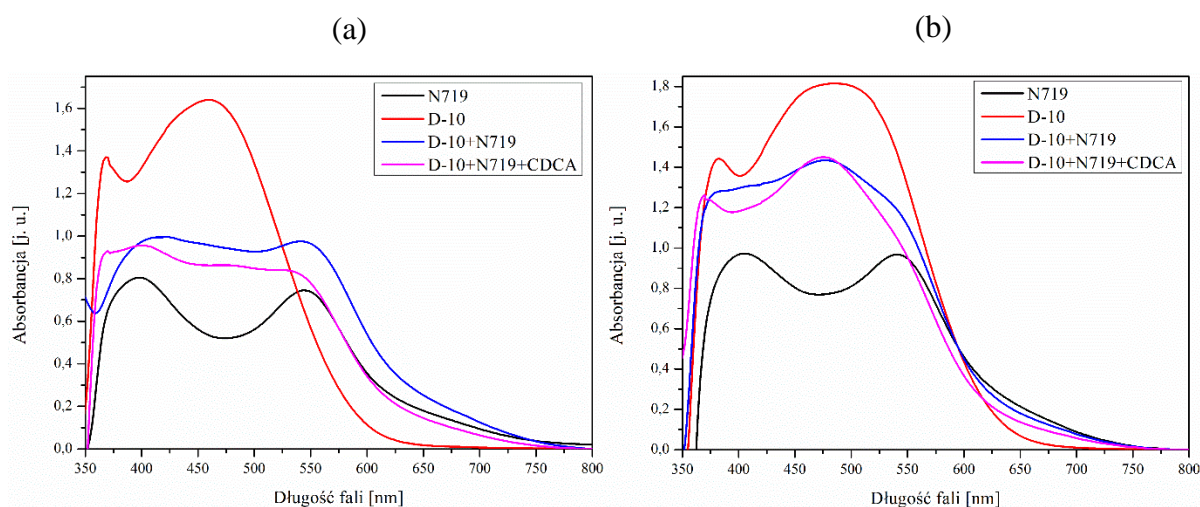 (a)
(b)
N719
D-10
D-10+N719
D-10+N719+CDCA
1,6
1,4
1,2
1,0
0,8
0,6
0,4
0,2
0,0
Absorbancja [j. u.]
350 400 450 500 550 600 650 700 750 800
Długość fali [nm]
N719
D-10
D-10+N719
D-10+N719+CDCA
1,8
1,6
1,4
1,2
1,0
0,8
0,6
0,4
0,2
0,0
Absorbancja [j. u.]
350 400 450 500 550 600 650 700 750 800
Długość fali [nm]